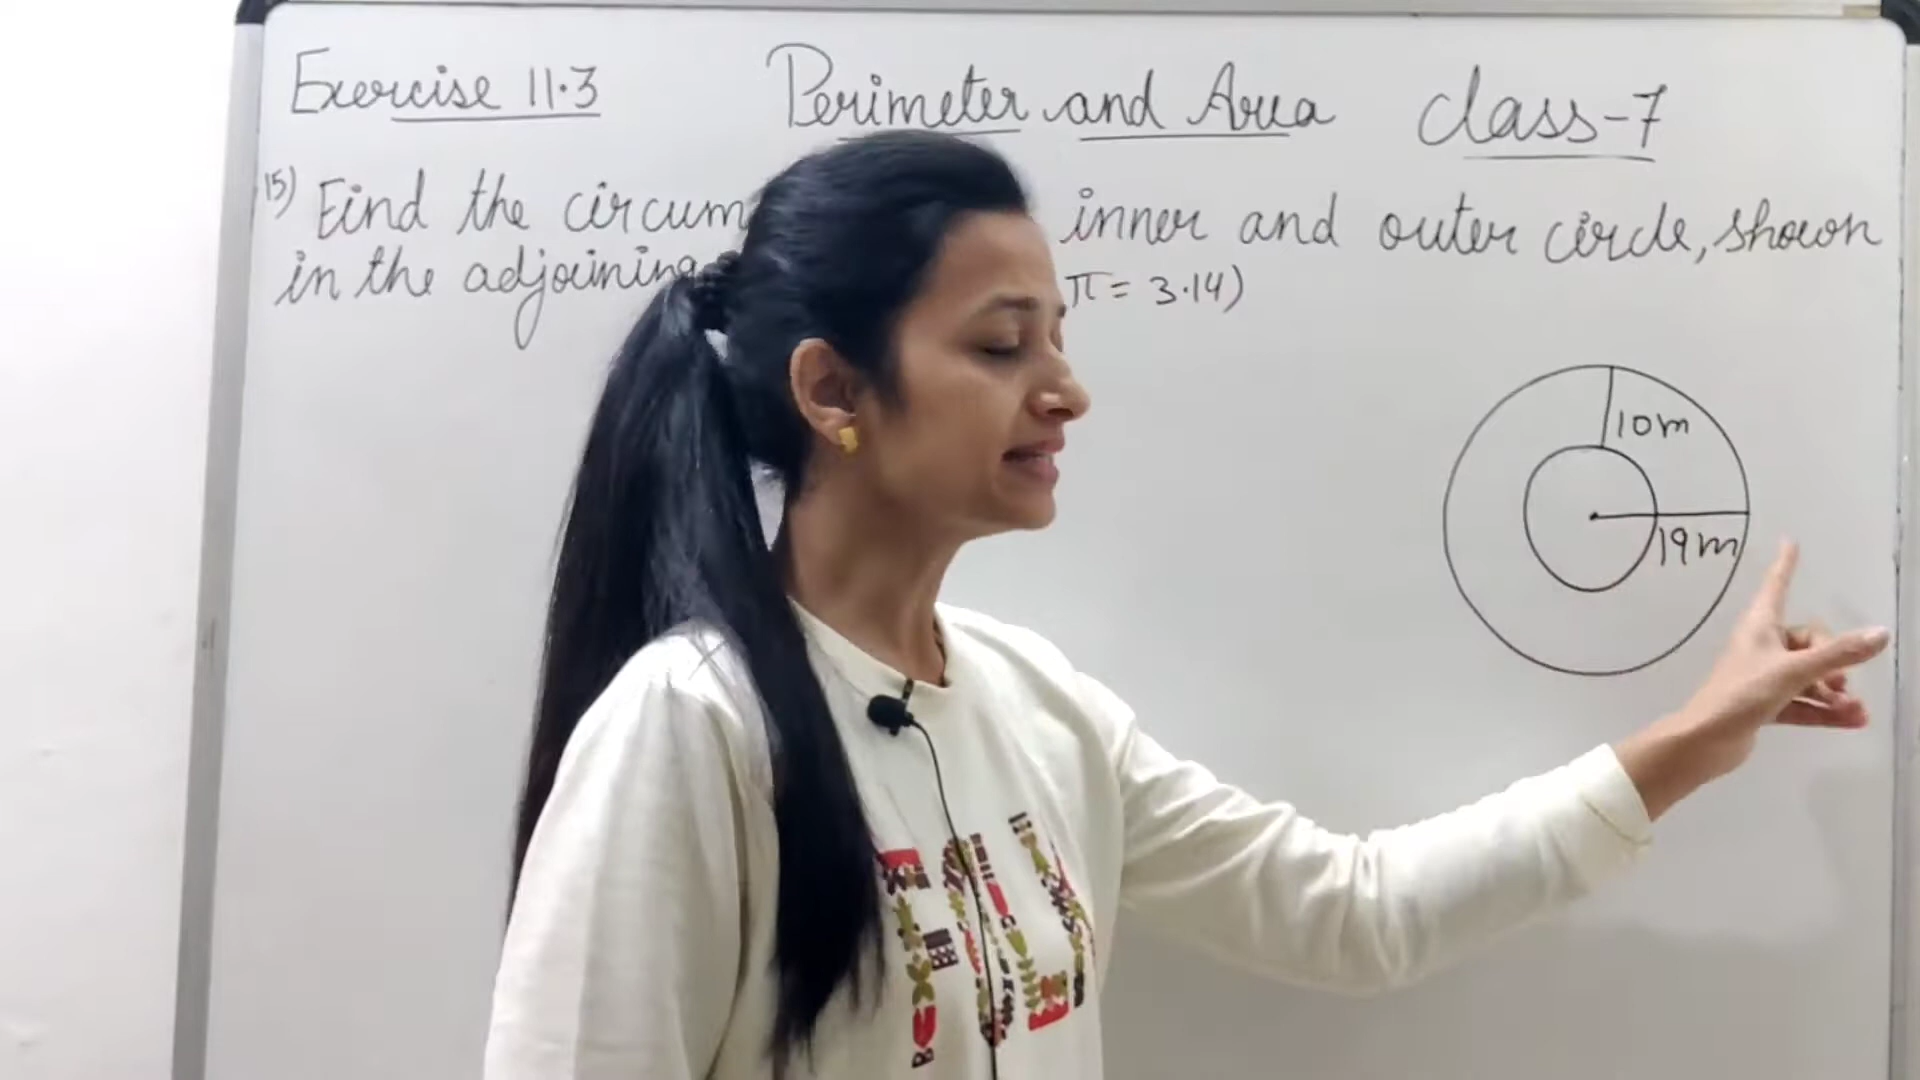 Exercise 11.3 Perimeter and Area class-7
15) Find the circum inner and outer circle, shown
in the adjoining π = 3.14)
10m
19m